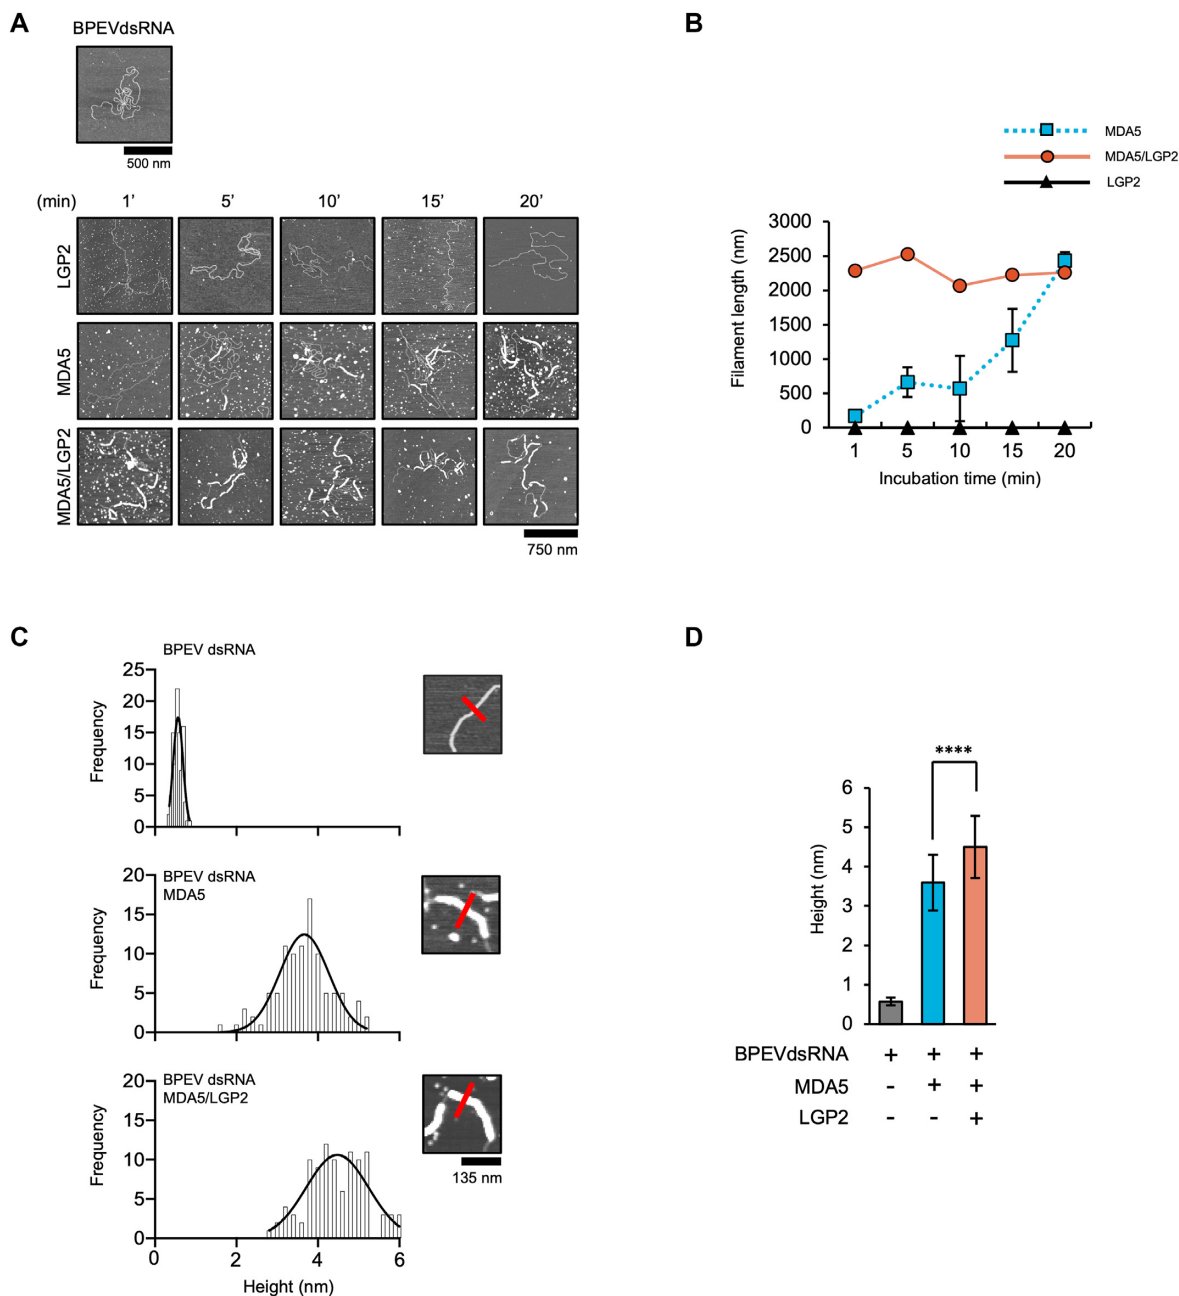 A
BPEVdsRNA
500 nm
(min) 1’ 5’ 10’ 15’ 20’
LGP2
MDA5
MDA5/LGP2
750 nm
B
MDA5
MDA5/LGP2
LGP2
Filament length (nm)
3000
2500
2000
1500
1000
500
0
1 5 10 15 20
Incubation time (min)
C
BPEV dsRNA
Frequency
25
20
15
10
5
0
BPEV dsRNA
MDA5
Frequency
20
15
10
5
0
BPEV dsRNA
MDA5/LGP2
Frequency
20
15
10
5
0
135 nm
0 2 4 6
Height (nm)
D
****
Height (nm)
6
5
4
3
2
1
0
BPEVdsRNA + + +
MDA5 - + +
LGP2 - - +